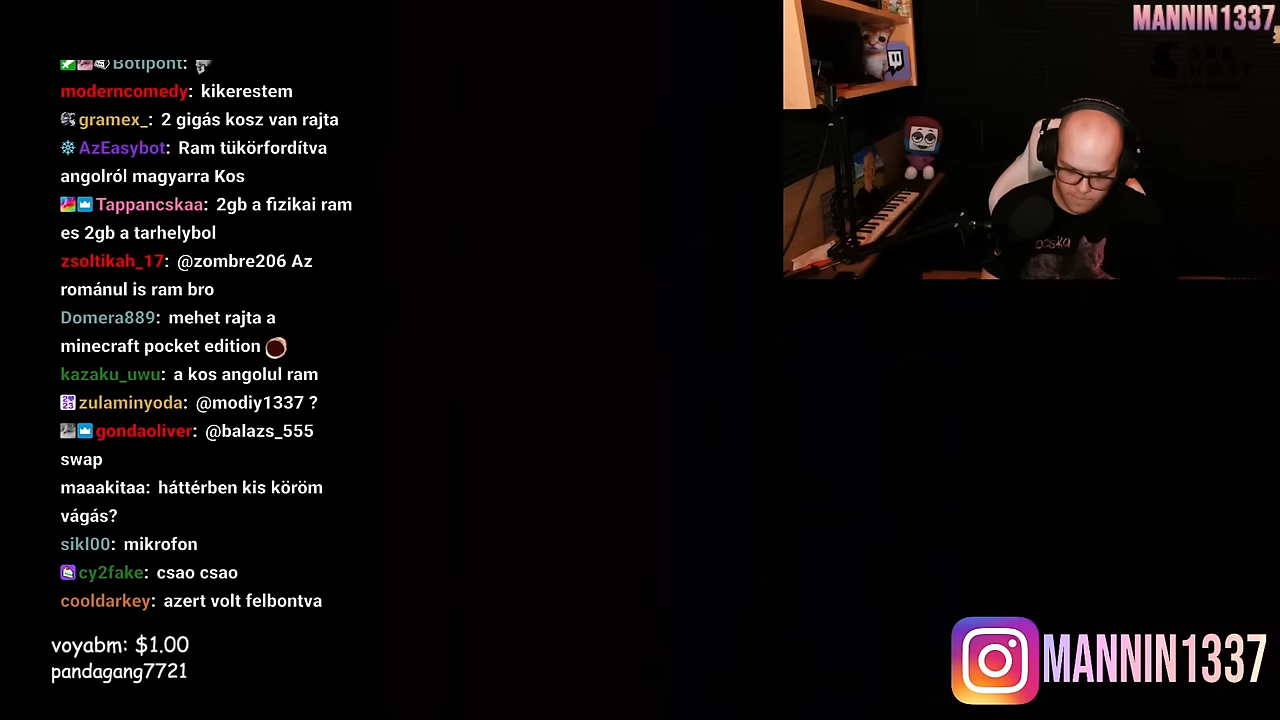 MANNIN1337
Botipont:
moderncomedy: kikerestem
gramex_: 2 gigás kosz van rajta
AzEasybot: Ram tükörfordítva
angolról magyarra Kos
Tappancskaa: 2gb a fizikai ram
es 2gb a tarhelybol
zsoltikah_17: @zombre206 Az
románul is ram bro
Domera889: mehet rajta a
minecraft pocket edition
kazaku_uwu: a kos angolul ram
zulaminyoda: @modiy1337 ?
gondaoliver: @balazs_555
swap
maaakitaa: háttérben kis köröm
vágás?
sikl00: mikrofon
cy2fake: csao csao
cooldarkey: azert volt felbontva
voyabm: $1.00
pandagang7721
MANNIN1337